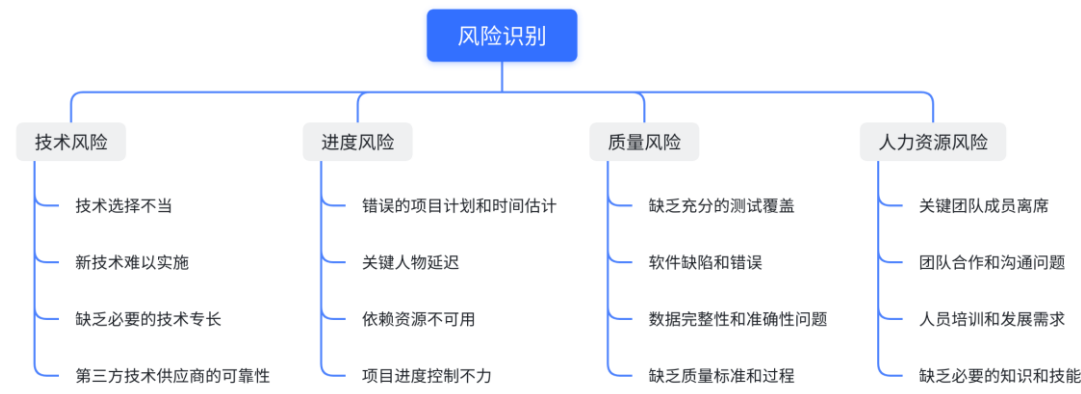 风险识别
技术风险
技术选择不当
新技术难以实施
缺乏必要的技术专长
第三方技术供应商的可靠性
进度风险
错误的项目计划和时间估计
关键人物延迟
依赖资源不可用
项目进度控制不力
质量风险
缺乏充分的测试覆盖
软件缺陷和错误
数据完整性和准确性问题
缺乏质量标准和过程
人力资源风险
关键团队成员离席
团队合作和沟通问题
人员培训和发展需求
缺乏必要的知识和技能